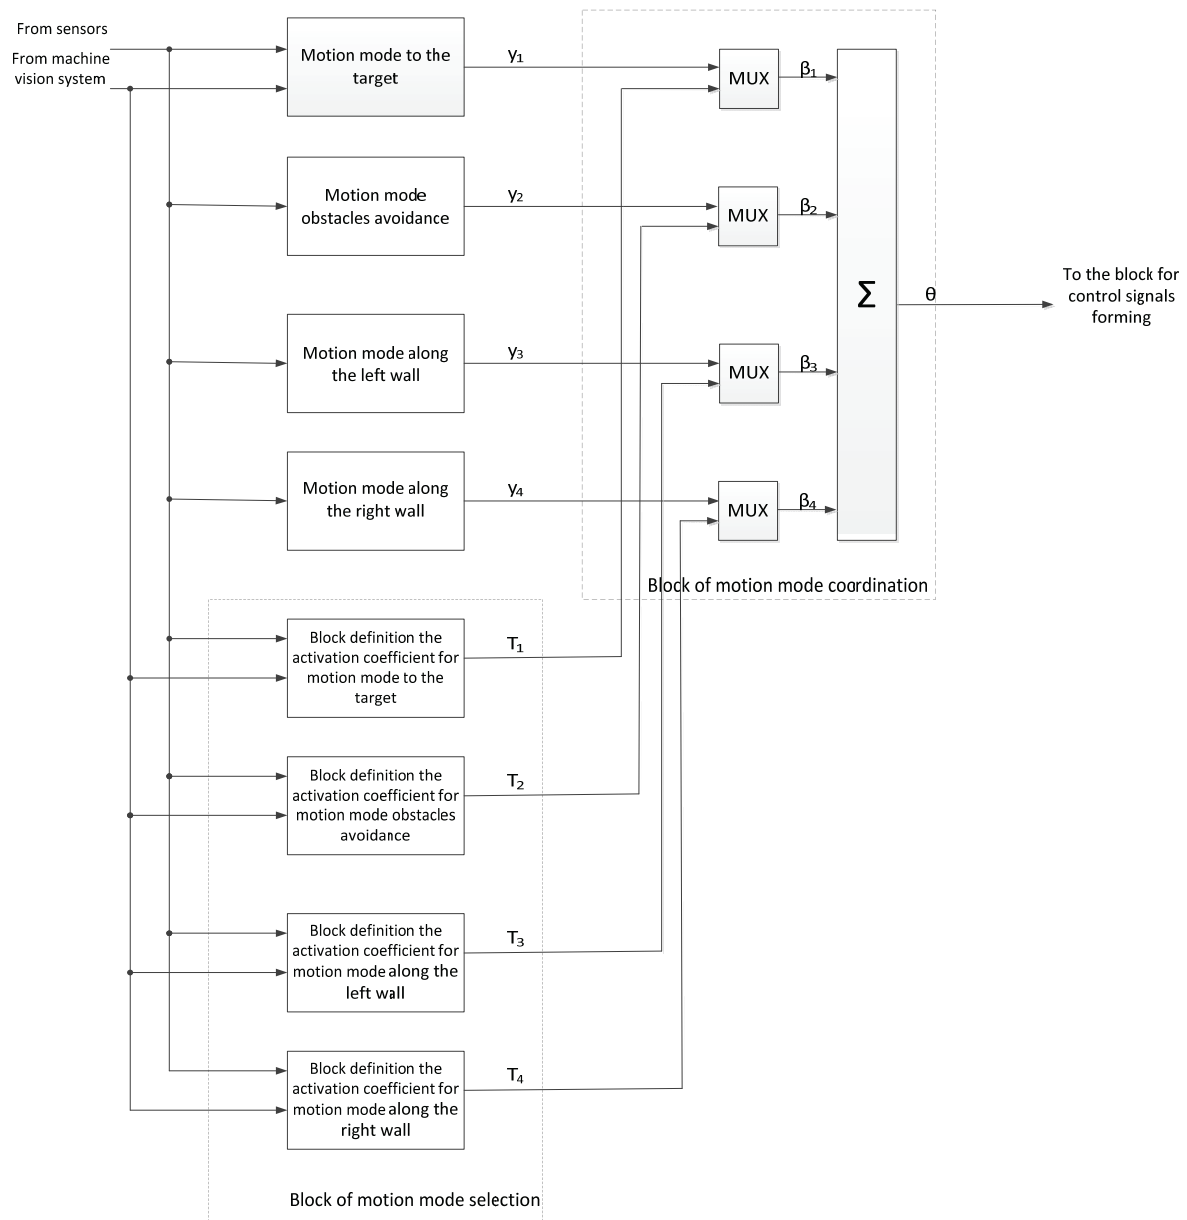 From sensors
From machine
vision system
Motion mode to the
target
y₁
MUX
β₁
Motion mode
obstacles avoidance
y₂
MUX
β₂
Σ
θ
To the block for
control signals
forming
Motion mode along
the left wall
y₃
MUX
β₃
Motion mode along
the right wall
y₄
MUX
β₄
Block of motion mode coordination
Block definition the
activation coefficient for
motion mode to the
target
T₁
Block definition the
activation coefficient for
motion mode obstacles
avoidance
T₂
Block definition the
activation coefficient for
motion mode along the
left wall
T₃
Block definition the
activation coefficient for
motion mode along the
right wall
T₄
Block of motion mode selection